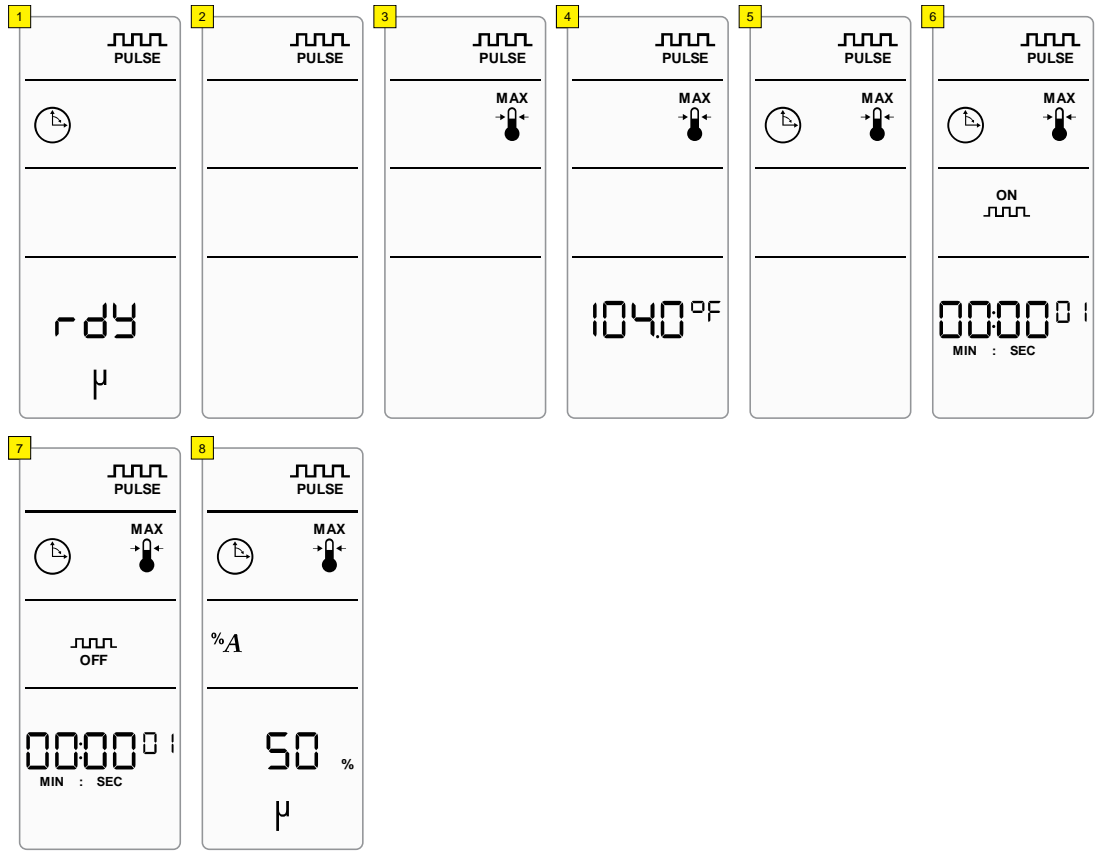 1
PULSE
rdy
µ
2
PULSE
3
PULSE
MAX
4
PULSE
MAX
104.0 °F
5
PULSE
MAX
6
PULSE
MAX
ON
00:00 01
MIN : SEC
7
PULSE
MAX
OFF
00:00 01
MIN : SEC
8
PULSE
MAX
%A
50 %
µ